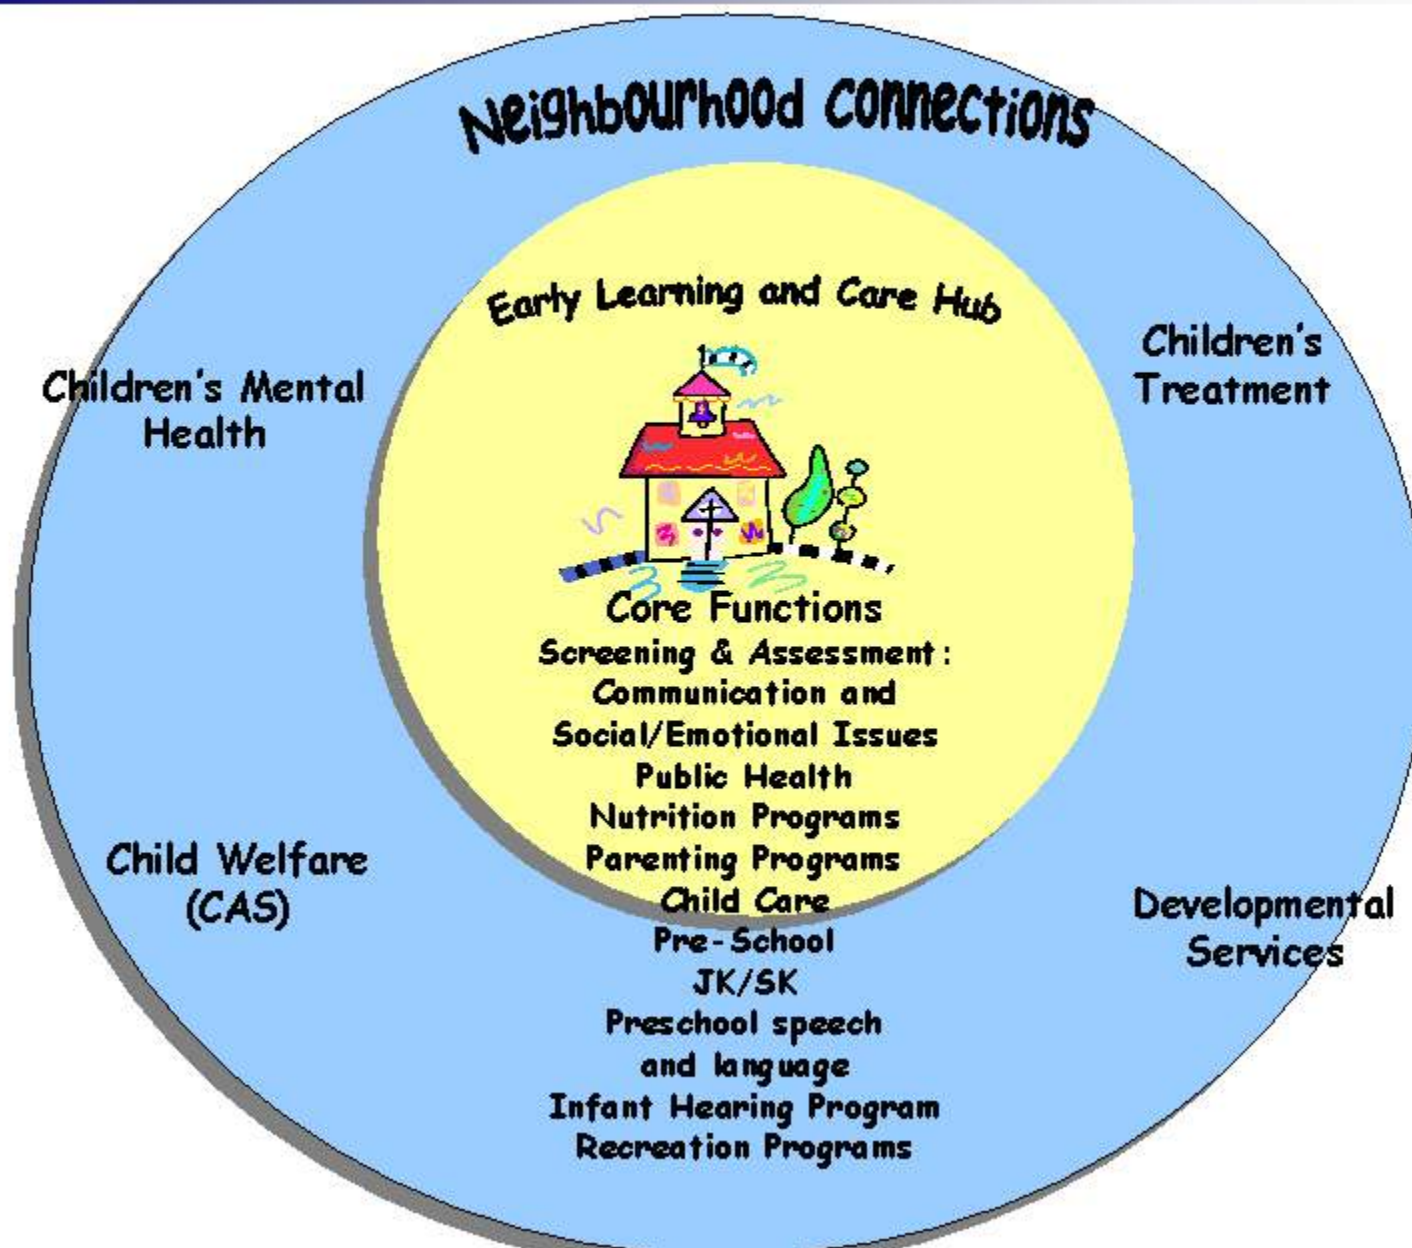 Neighbourhood Connections
Early Learning and Care Hub
Children's Mental
Health
Children's
Treatment
Core Functions
Screening & Assessment:
Communication and
Social/Emotional Issues
Public Health
Nutrition Programs
Parenting Programs
Child Care
Pre-School
JK/SK
Preschool speech
and language
Infant Hearing Program
Recreation Programs
Child Welfare
(CAS)
Developmental
Services